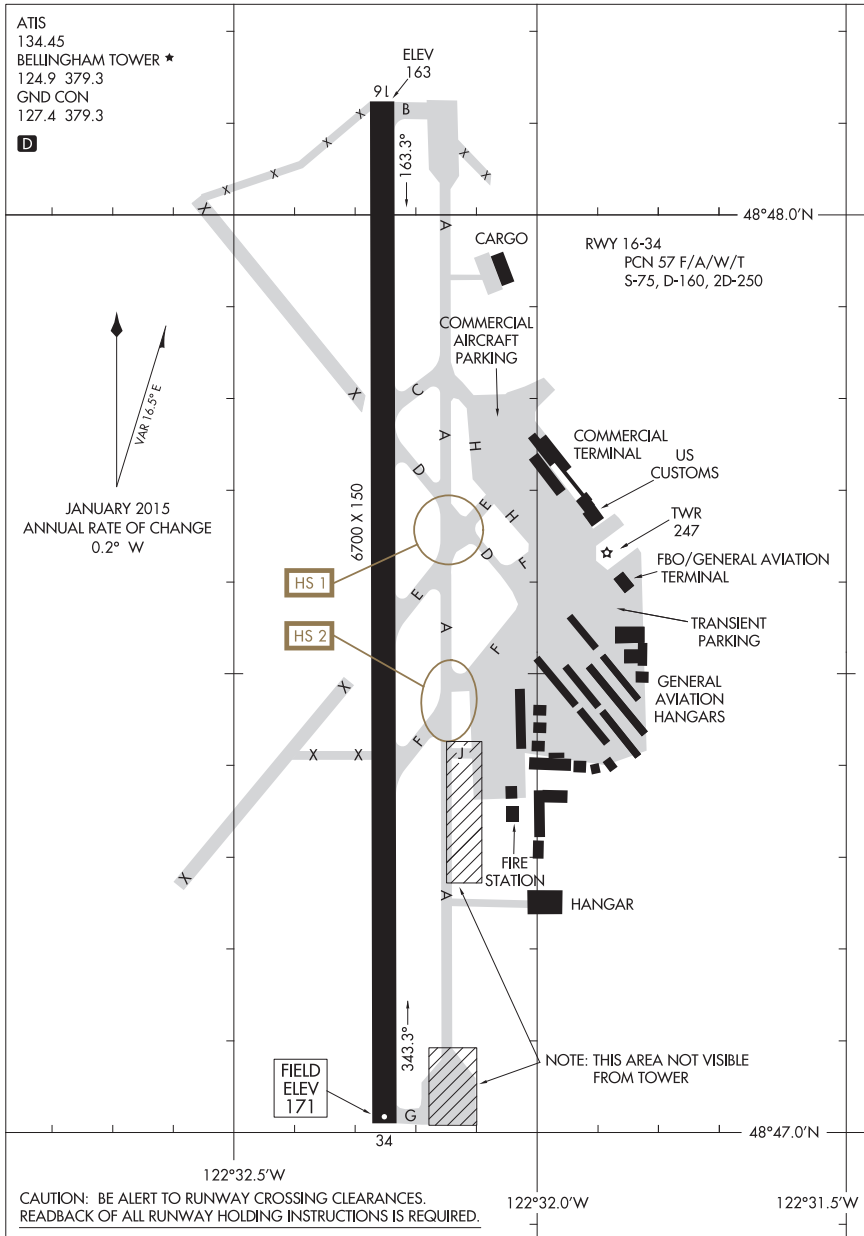 ATIS
134.45
BELLINGHAM TOWER ★
124.9 379.3
GND CON
127.4 379.3
D
ELEV
163
16
B
163.3°
X
X
X
X
X
X
X
X
A
48°48.0'N
CARGO
RWY 16-34
PCN 57 F/A/W/T
S-75, D-160, 2D-250
COMMERCIAL
AIRCRAFT
PARKING
VAR 16.5° E
X
C
A
H
D
COMMERCIAL
TERMINAL
US
CUSTOMS
JANUARY 2015
ANNUAL RATE OF CHANGE
0.2° W
6700 X 150
E
H
D
F
TWR
247
HS 1
FBO/GENERAL AVIATION
TERMINAL
E
HS 2
A
F
TRANSIENT
PARKING
X
GENERAL
AVIATION
HANGARS
X X
F
J
X
FIRE
STATION
A
HANGAR
343.3°
FIELD
ELEV
171
NOTE: THIS AREA NOT VISIBLE
FROM TOWER
G
34
48°47.0'N
122°32.5'W
122°32.0'W
122°31.5'W
CAUTION: BE ALERT TO RUNWAY CROSSING CLEARANCES.
READBACK OF ALL RUNWAY HOLDING INSTRUCTIONS IS REQUIRED.